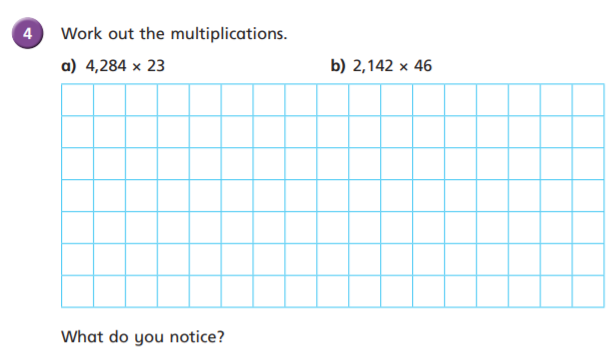 4 Work out the multiplications.
a) 4,284 × 23 b) 2,142 × 46
What do you notice?